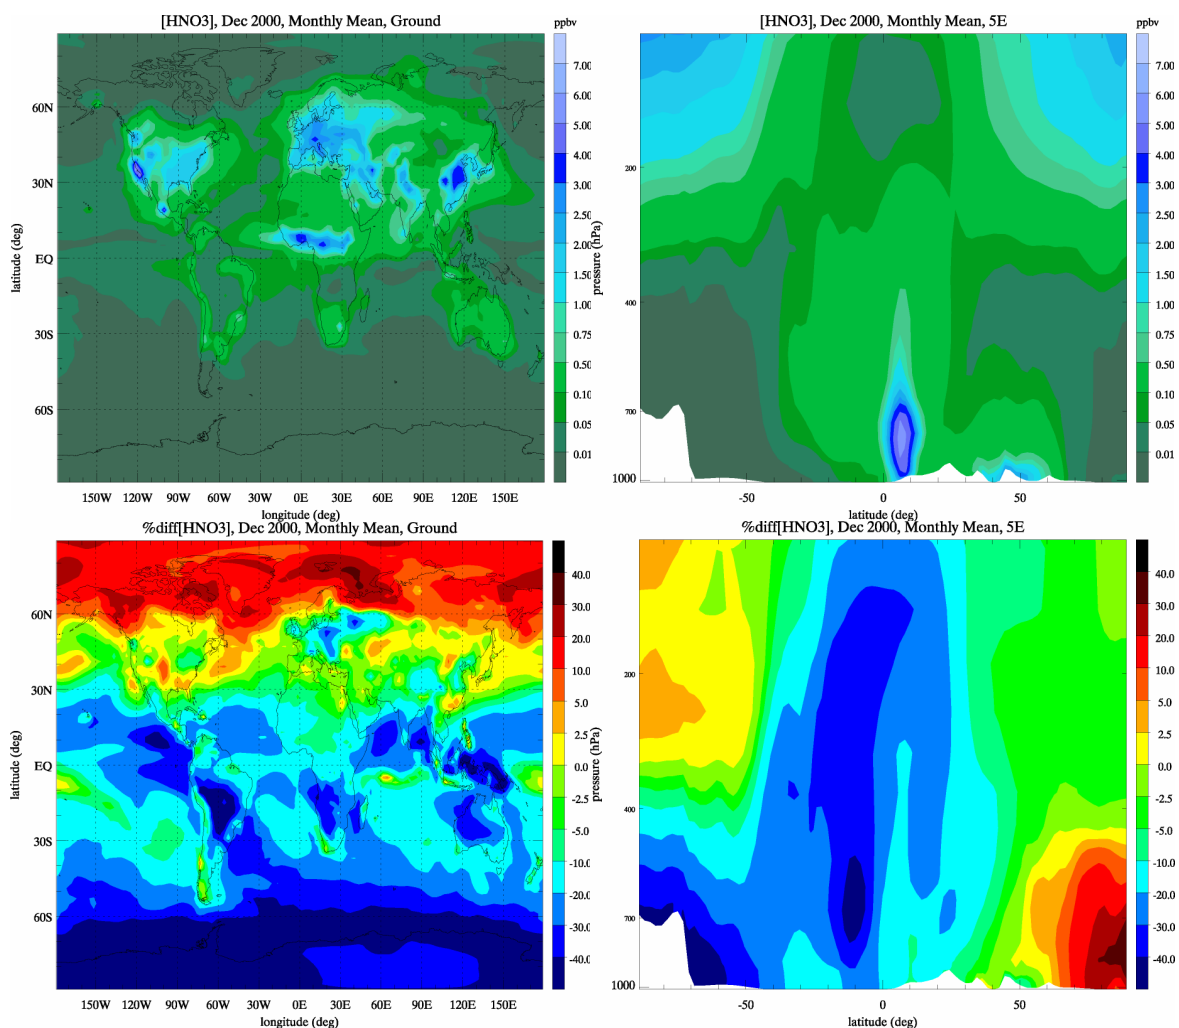 [HNO3], Dec 2000, Monthly Mean, Ground
ppbv
60N
30N
EQ
30S
60S
latitude (deg)
150W 120W 90W 60W 30W 0E 30E 60E 90E 120E 150E
longitude (deg)
7.00
6.00
5.00
4.00
3.00
2.50
2.00
1.50
1.00
0.75
0.50
0.10
0.05
0.01
[HNO3], Dec 2000, Monthly Mean, 5E
ppbv
200
400
700
1000
pressure (hPa)
-50 0 50
latitude (deg)
7.00
6.00
5.00
4.00
3.00
2.50
2.00
1.50
1.00
0.75
0.50
0.10
0.05
0.01
%diff[HNO3], Dec 2000, Monthly Mean, Ground
60N
30N
EQ
30S
60S
latitude (deg)
150W 120W 90W 60W 30W 0E 30E 60E 90E 120E 150E
longitude (deg)
40.0
30.0
20.0
10.0
5.0
2.5
0.0
-2.5
-5.0
-10.0
-20.0
-30.0
-40.0
%diff[HNO3], Dec 2000, Monthly Mean, 5E
200
400
700
1000
pressure (hPa)
-50 0 50
latitude (deg)
40.0
30.0
20.0
10.0
5.0
2.5
0.0
-2.5
-5.0
-10.0
-20.0
-30.0
-40.0